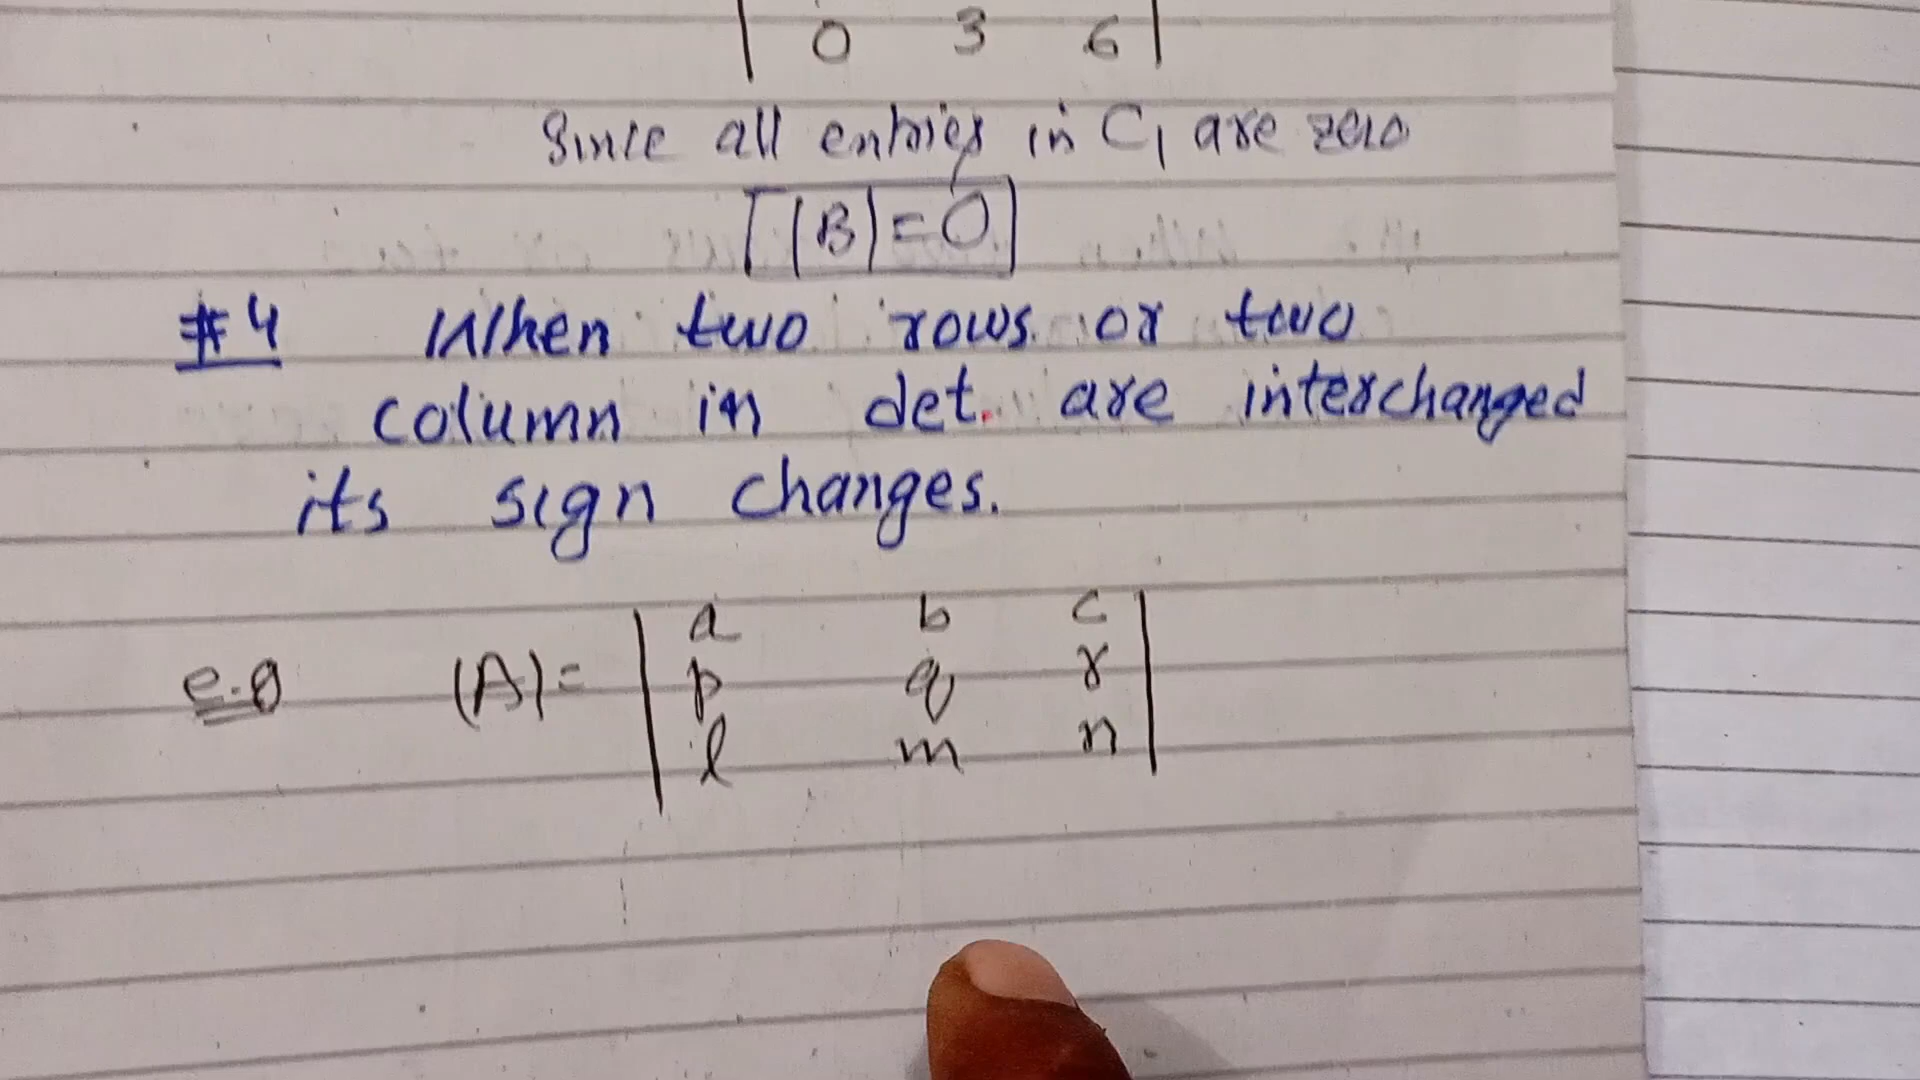 | 0 3 6 |
Since all entries in C1 are zero
|B| = 0
#4 When two rows or two
column in det. are interchanged
its sign changes.
e.g |A| = | a b c |
| p q r |
| l m n |